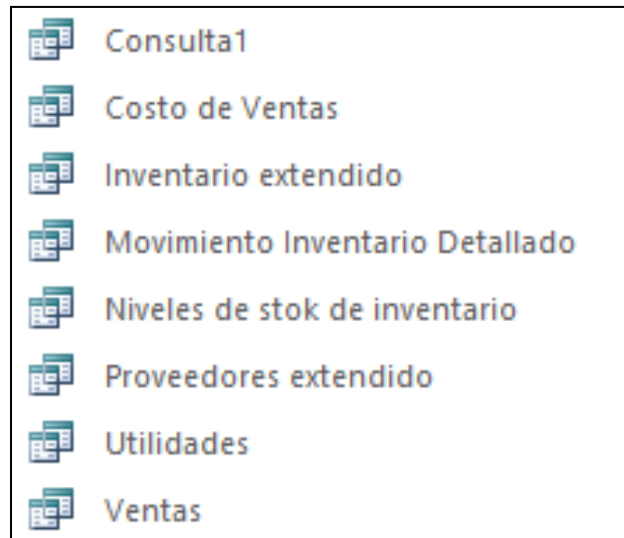 Consulta1
Costo de Ventas
Inventario extendido
Movimiento Inventario Detallado
Niveles de stok de inventario
Proveedores extendido
Utilidades
Ventas